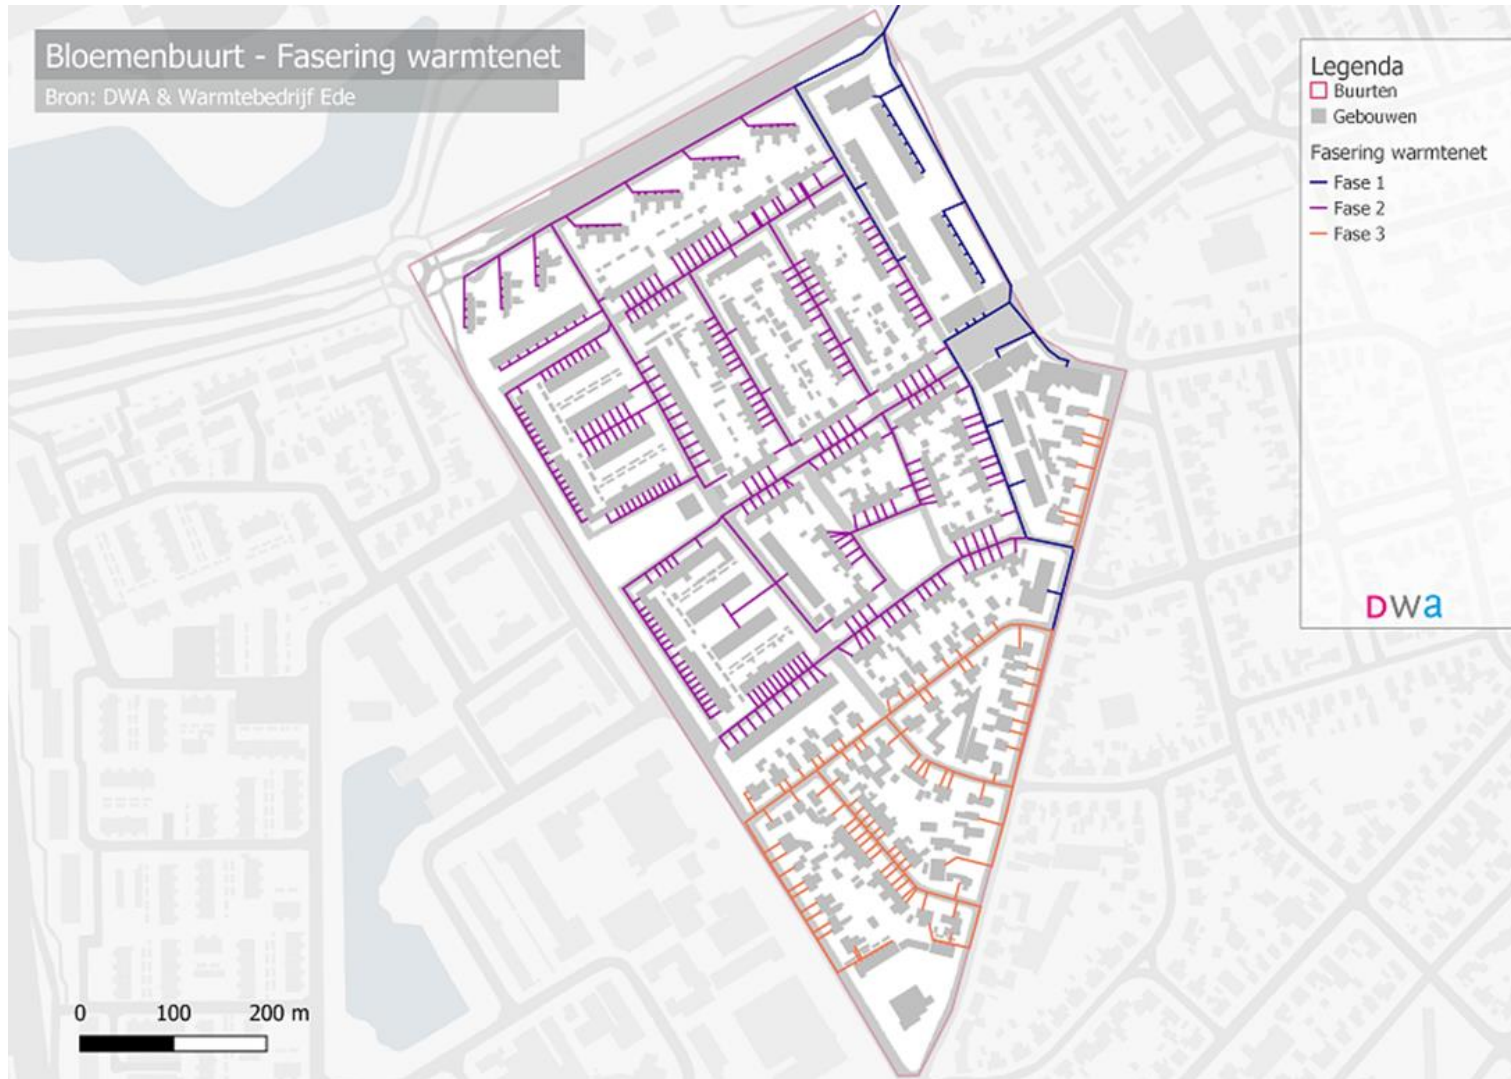 Bloemenbuurt - Fasering warmtenet
Bron: DWA & Warmtebedrijf Ede
Legenda
Buurten
Gebouwen
Fasering warmtenet
Fase 1
Fase 2
Fase 3
DWa
0 100 200 m